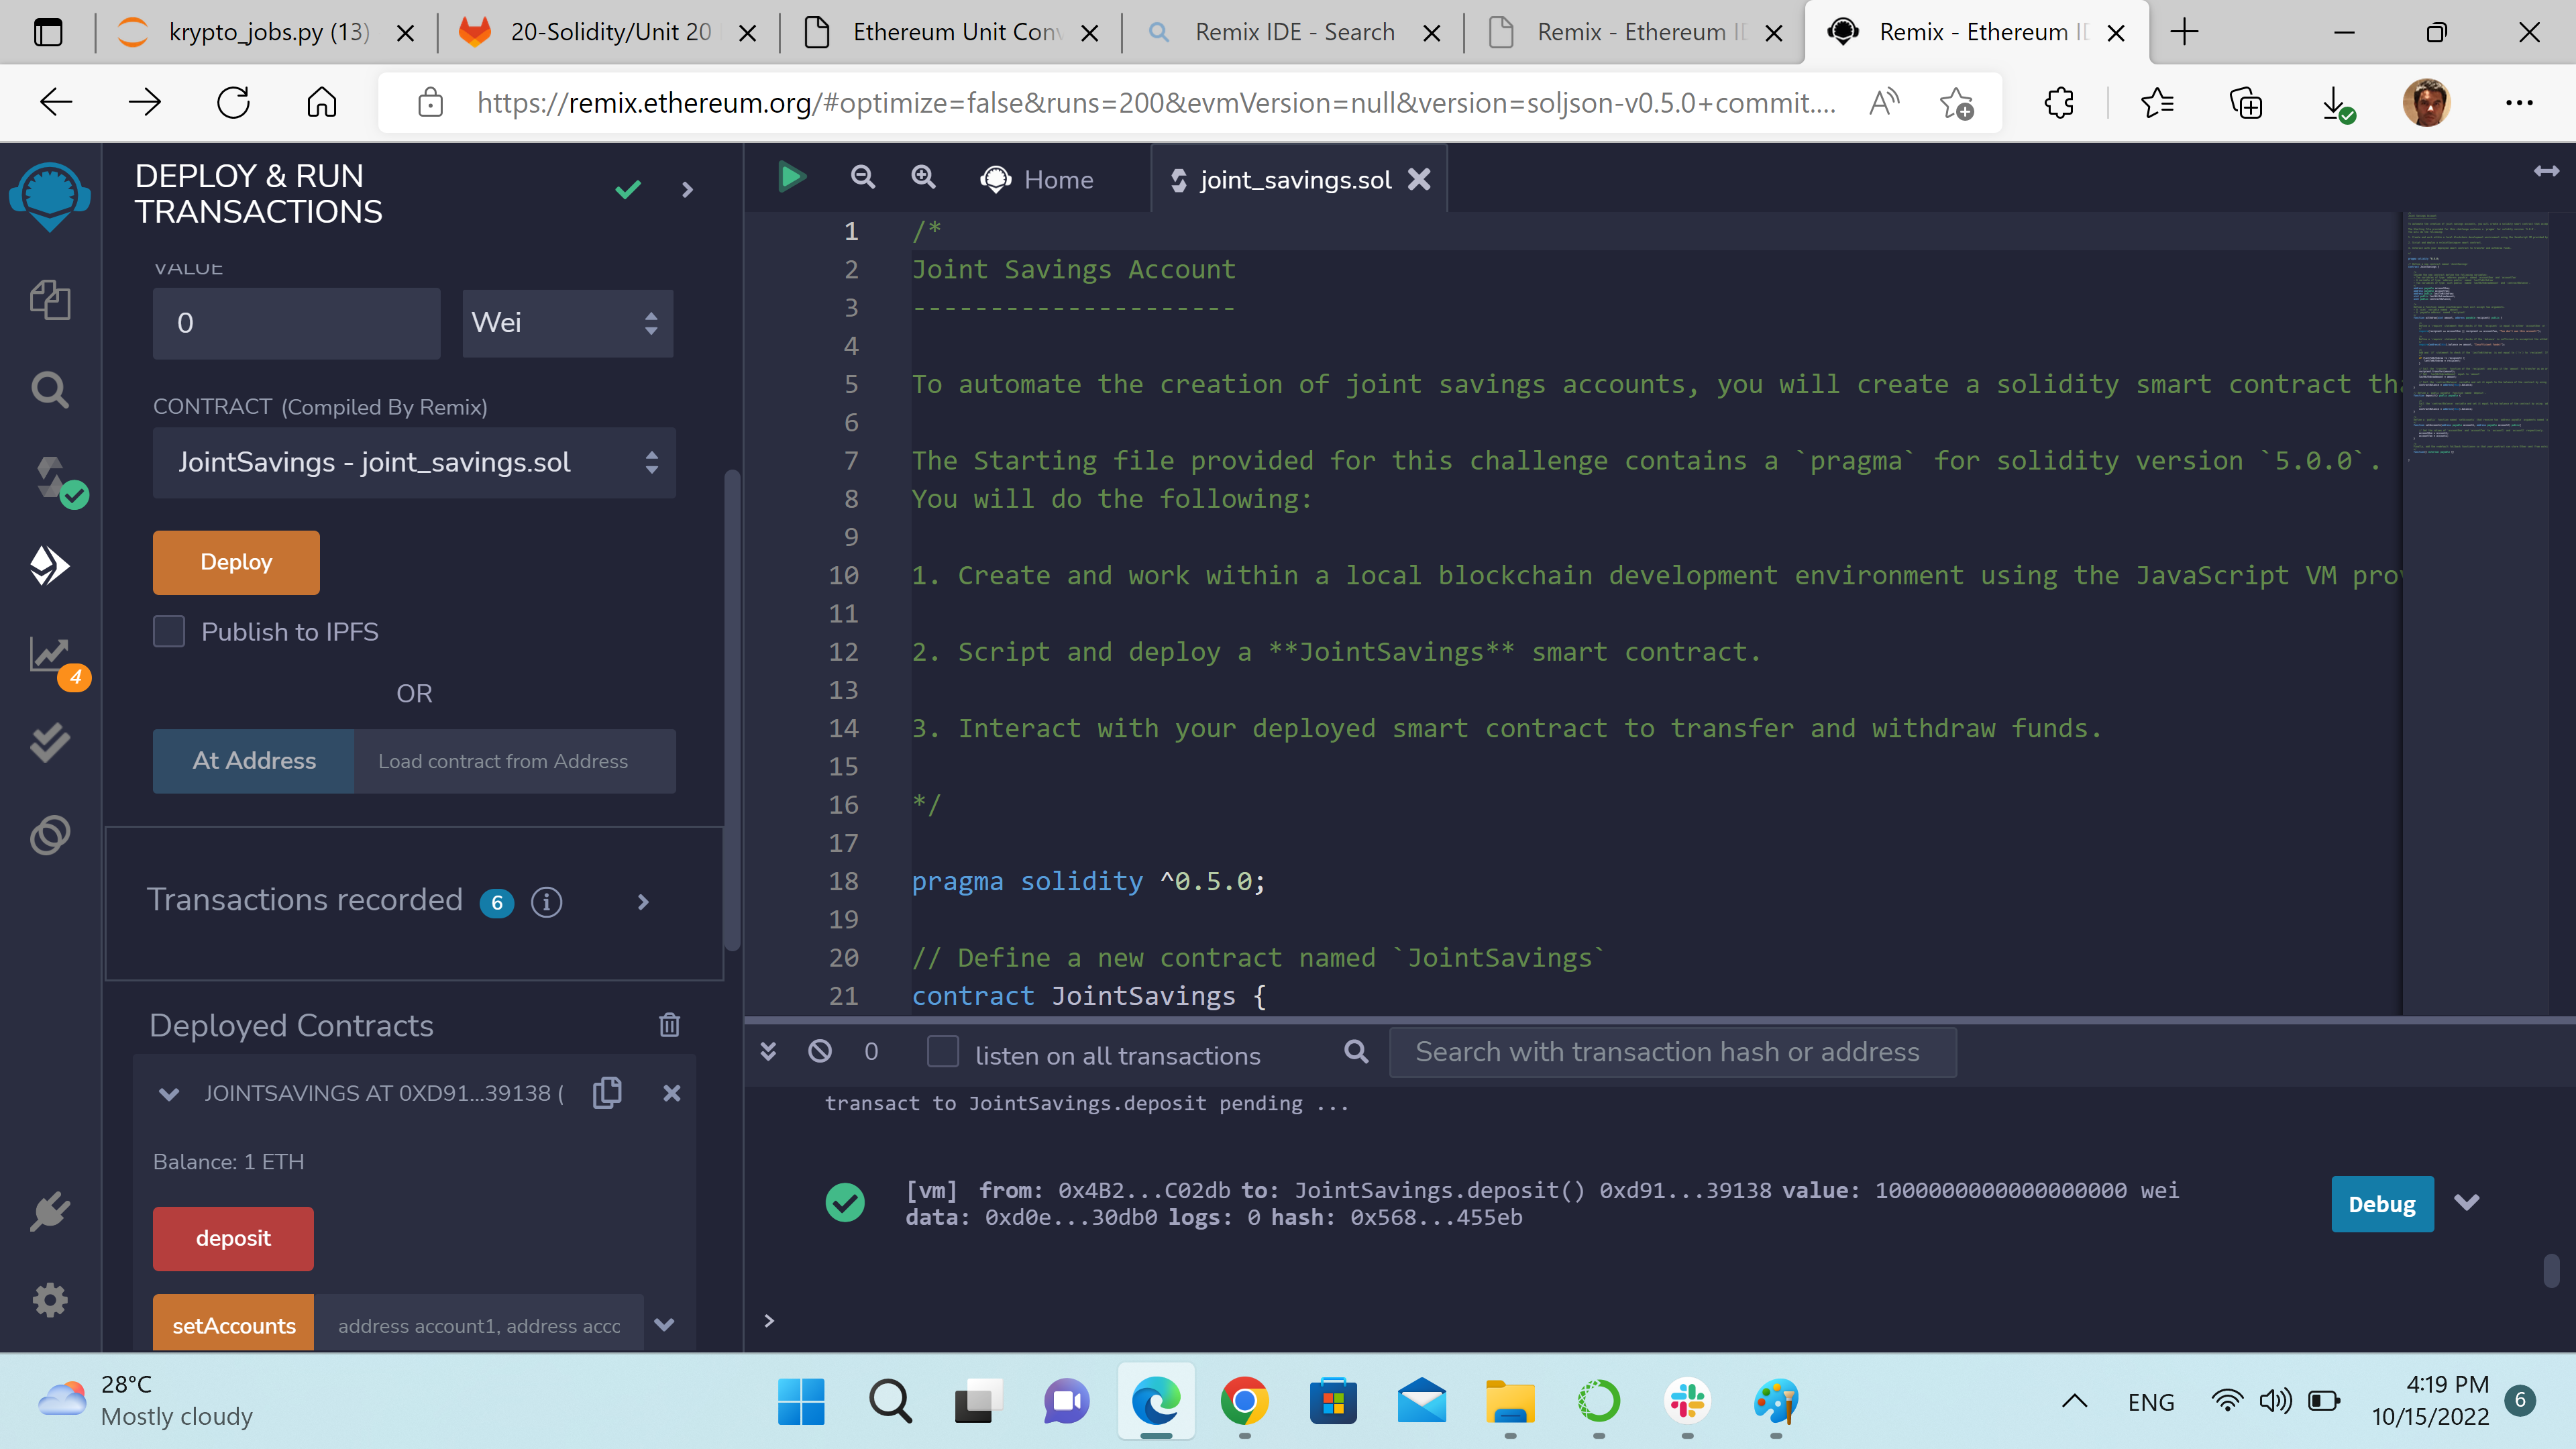 krypto_jobs.py (13)
20-Solidity/Unit 20
Ethereum Unit Conv
Remix IDE - Search
Remix - Ethereum ID
Remix - Ethereum ID
https://remix.ethereum.org/#optimize=false&runs=200&evmVersion=null&version=soljson-v0.5.0+commit....
DEPLOY & RUN
TRANSACTIONS
VALUE
0
Wei
CONTRACT (Compiled By Remix)
JointSavings - joint_savings.sol
Deploy
Publish to IPFS
OR
At Address
Load contract from Address
4
Transactions recorded 6 i
Deployed Contracts
JOINTSAVINGS AT 0XD91...39138 (
Balance: 1 ETH
deposit
setAccounts
address account1, address acco
Home
joint_savings.sol
1 /*
2 Joint Savings Account
3 ---------------------
4
5 To automate the creation of joint savings accounts, you will create a solidity smart contract tha
6
7 The Starting file provided for this challenge contains a `pragma` for solidity version `5.0.0`.
8 You will do the following:
9
10 1. Create and work within a local blockchain development environment using the JavaScript VM prov
11
12 2. Script and deploy a **JointSavings** smart contract.
13
14 3. Interact with your deployed smart contract to transfer and withdraw funds.
15
16 */
17
18 pragma solidity ^0.5.0;
19
20 // Define a new contract named `JointSavings`
21 contract JointSavings {
0
listen on all transactions
Search with transaction hash or address
transact to JointSavings.deposit pending ...
[vm] from: 0x4B2...C02db to: JointSavings.deposit() 0xd91...39138 value: 1000000000000000000 wei
data: 0xd0e...30db0 logs: 0 hash: 0x568...455eb
Debug
>
28°C
Mostly cloudy
ENG
4:19 PM
10/15/2022
6